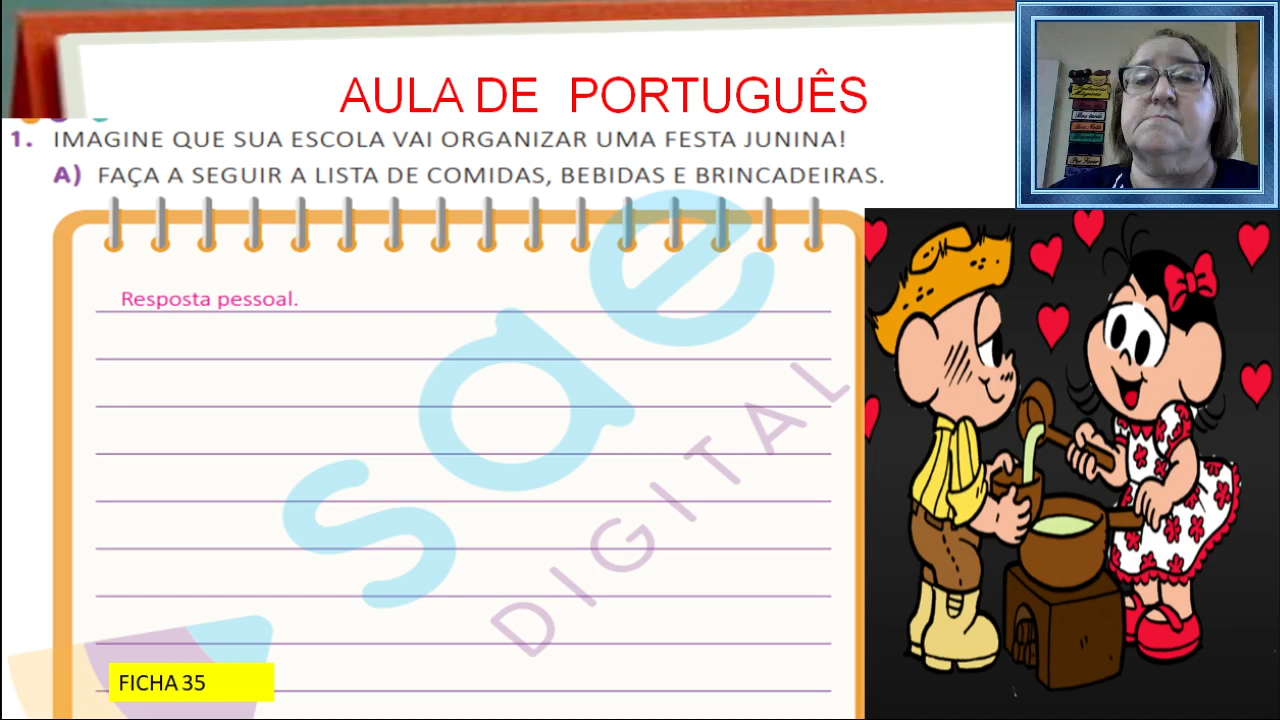 AULA DE PORTUGUÊS
1. IMAGINE QUE SUA ESCOLA VAI ORGANIZAR UMA FESTA JUNINA!
A) FAÇA A SEGUIR A LISTA DE COMIDAS, BEBIDAS E BRINCADEIRAS.
Resposta pessoal.
sae
DIGITAL
FICHA 35